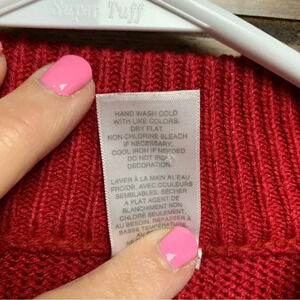 Super Tuff
HAND WASH COLD
WITH LIKE COLORS.
DRY FLAT.
NON CHLORINE BLEACH
IF NECESSARY.
COOL IRON IF NEEDED
DO NOT IRON
DECORATION.
LAVER À LA MAIN AL'EAU
FROIDE, AVEC COULEURS
SEMBLABLES. SÉCHER
À PLAT AGENT DE
BLANCHIMENT NON
CHLORÉ SEULEMENT,
AU BESOIN. REPASSER À
BASSE TEMPÉRATURE
AU